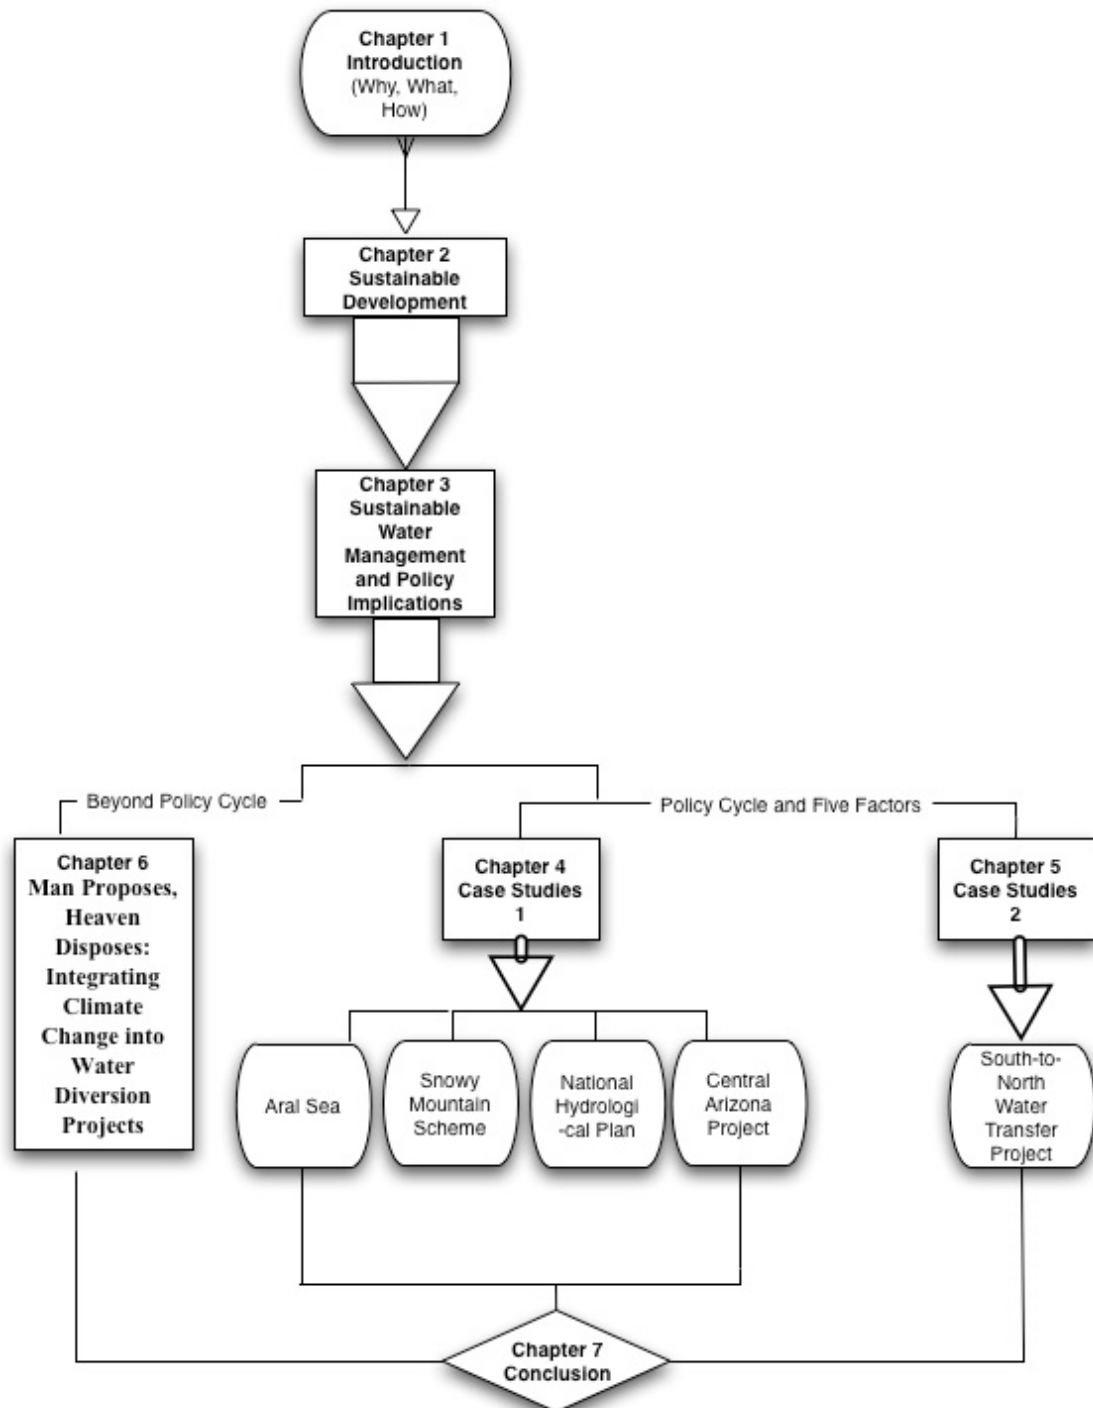 Chapter 1
Introduction
(Why, What,
How)
Chapter 2
Sustainable
Development
Chapter 3
Sustainable
Water
Management
and Policy
Implications
Beyond Policy Cycle
Policy Cycle and Five Factors
Chapter 6
Man Proposes,
Heaven
Disposes:
Integrating
Climate
Change into
Water
Diversion
Projects
Chapter 4
Case Studies
1
Chapter 5
Case Studies
2
Aral Sea
Snowy
Mountain
Scheme
National
Hydrologi
-cal Plan
Central
Arizona
Project
South-to-
North
Water
Transfer
Project
Chapter 7
Conclusion